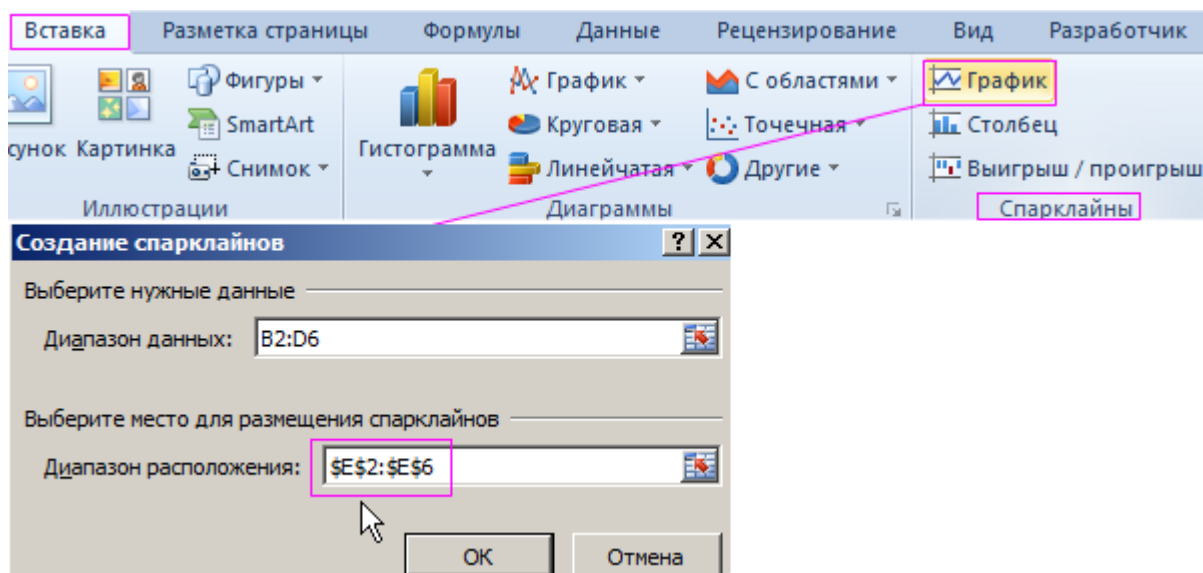 Вставка Разметка страницы Формулы Данные Рецензирование Вид Разработчик
Фигуры График С областями График
SmartArt Круговая Точечная Столбец
сунок Картинка Гистограмма
Снимок Линейчатая Другие Выигрыш / проигрыш
Иллюстрации Диаграммы Спарклайны
Создание спарклайнов
Выберите нужные данные
Диапазон данных: B2:D6
Выберите место для размещения спарклайнов
Диапазон расположения: $E$2:$E$6
ОК Отмена